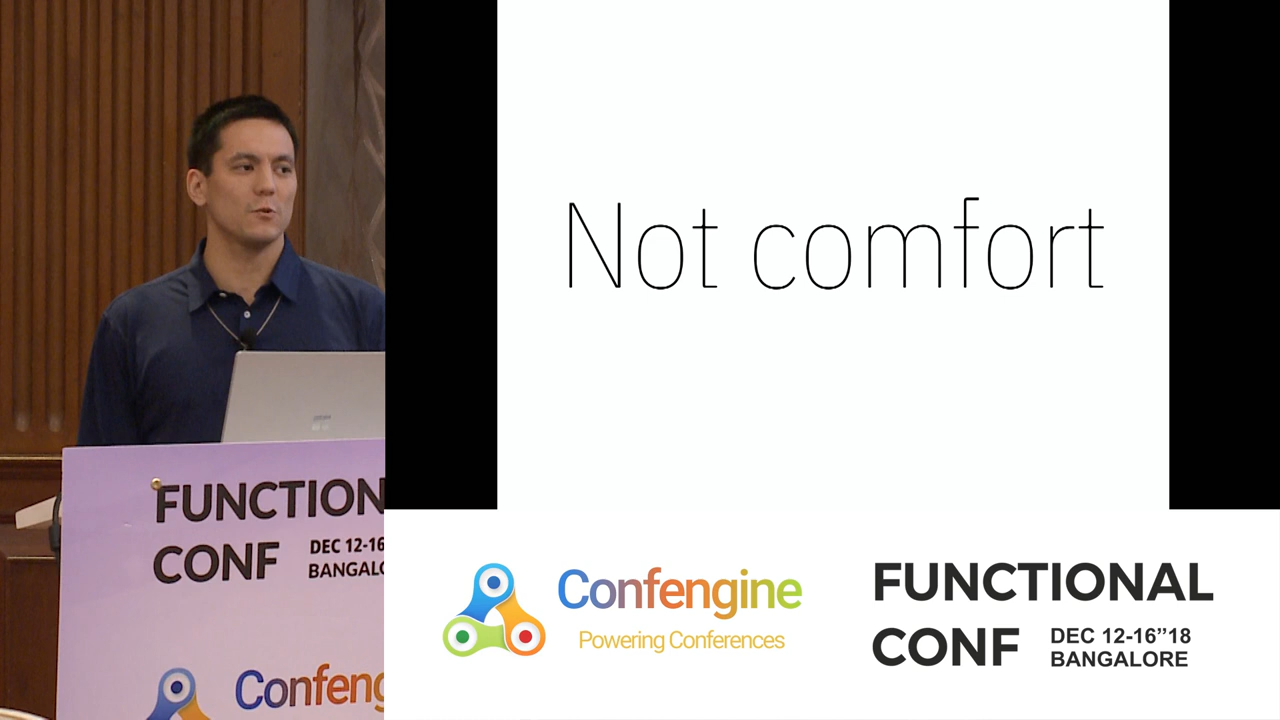 Not comfort
FUNCTION
CONF
DEC 12-16
BANGALO
Confeng
Confengine
Powering Conferences
FUNCTIONAL
CONF
DEC 12-16”18
BANGALORE